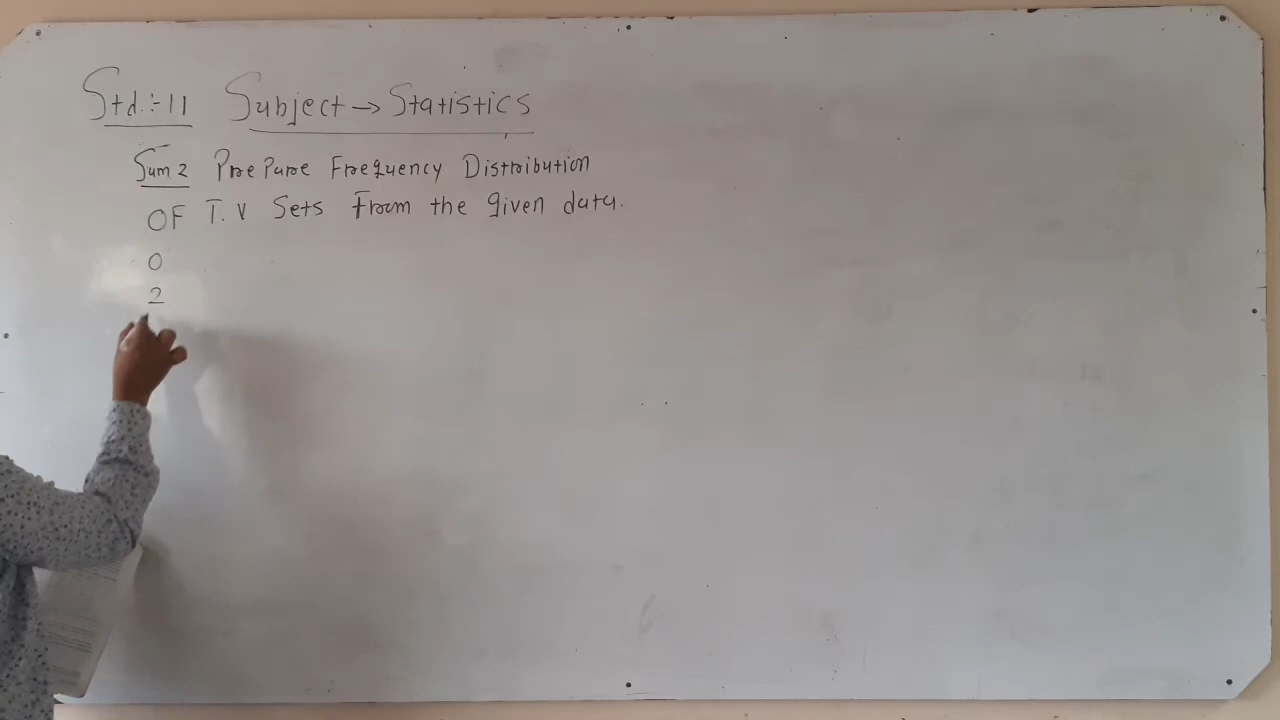 Std.:-11 Subject → Statistics
Sum 2 Prepare Frequency Distribution
OF T.V Sets From the given data.
0
2